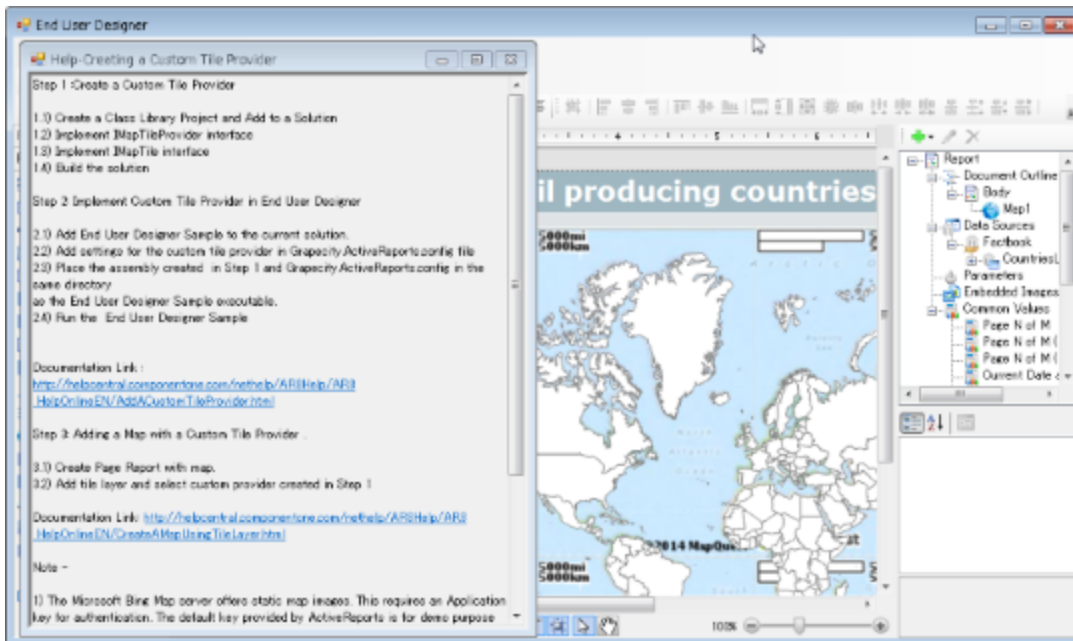 End User Designer
Help-Creating a Custom Tile Provider
Step 1 :Create a Custom Tile Provider
1.1) Create a Class Library Project and Add to a Solution
1.2) Implement IMapTileProvider interface
1.3) Implement IMapTile interface
1.4) Build the solution
Step 2: Implement Custom Tile Provider in End User Designer
2.1) Add End User Designer Sample to the current solution.
2.2) Add settings for the custom tile provider in Grapecity.ActiveReports.config file
2.3) Place the assembly created in Step 1 and Grapecity.ActiveReports.config in the
same directory
as the End User Designer Sample executable.
2.4) Run the End User Designer Sample
Documentation Link :
http://helpcentral.componentone.com/nethelp/AR8Help/AR8
_HelpOnlineEN/AddACustomTileProvider.html
Step 3: Adding a Map with a Custom Tile Provider .
3.1) Create Page Report with map.
3.2) Add tile layer and select custom provider created in Step 1
Documentation Link: http://helpcentral.componentone.com/nethelp/AR8Help/AR8
_HelpOnlineEN/CreateAMapUsingTileLayer.html
Note -
1) The Microsoft Bing Map server offers static map images. This requires an Application
key for authentication. The default key provided by ActiveReports is for demo purpose
4 5 6
il producing countries
5000mi
5000km
North
Atlantic
Ocean
©2014 MapQue st
5000mi
5000km
100%
Report
Document Outline
Body
Map1
Data Sources
Factbook
CountriesL
Parameters
Embedded Images
Common Values
Page N of M
Page N of M (
Page N of M (
Current Date